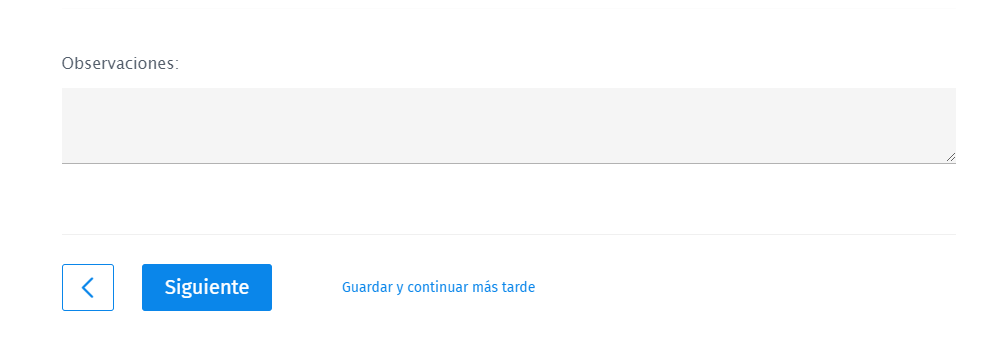 Observaciones:
Siguiente
Guardar y continuar más tarde